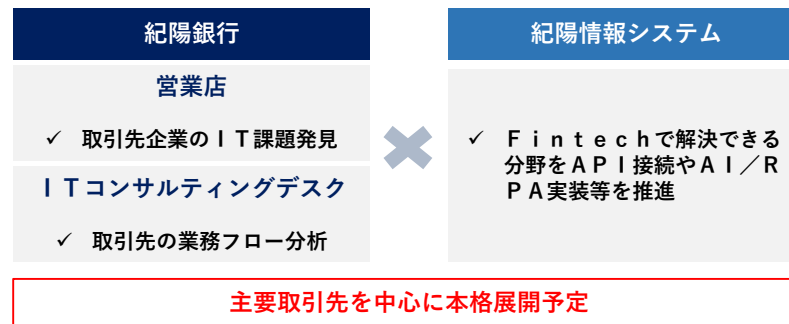 紀陽銀行
営業店
✓ 取引先企業のIT課題発見
ITコンサルティングデスク
✓ 取引先の業務フロー分析
紀陽情報システム
✓ Fintechで解決できる
分野をAPI接続やAI/R
PA実装等を推進
主要取引先を中心に本格展開予定